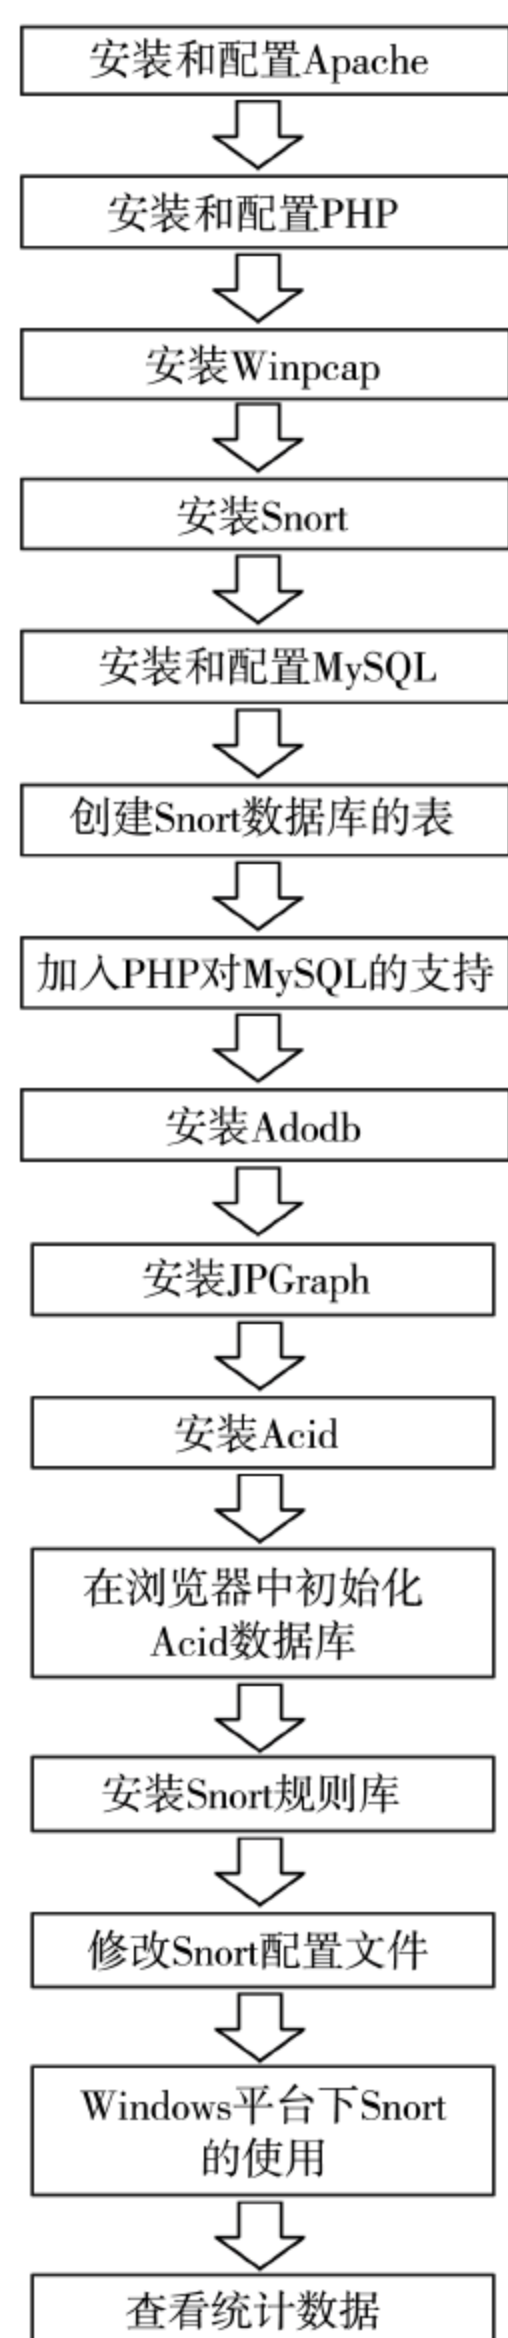 安装和配置Apache
安装和配置PHP
安装Winpcap
安装Snort
安装和配置MySQL
创建Snort数据库的表
加入PHP对MySQL的支持
安装Adodb
安装JPGraph
安装Acid
在浏览器中初始化
Acid数据库
安装Snort规则库
修改Snort配置文件
Windows平台下Snort
的使用
查看统计数据